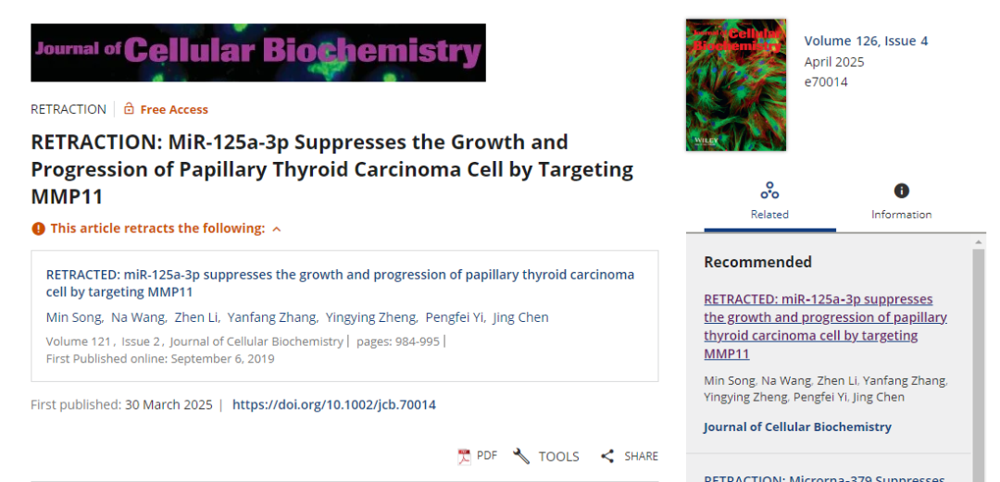 Journal of Cellular Biochemistry
RETRACTION
Free Access
RETRACTION: MiR-125a-3p Suppresses the Growth and
Progression of Papillary Thyroid Carcinoma Cell by Targeting
MMP11
This article retracts the following:
RETRACTED: miR-125a-3p suppresses the growth and progression of papillary thyroid carcinoma
cell by targeting MMP11
Min Song, Na Wang, Zhen Li, Yanfang Zhang, Yingying Zheng, Pengfei Yi, Jing Chen
Volume 121, Issue 2, Journal of Cellular Biochemistry | pages: 984-995 |
First Published online: September 6, 2019
First published: 30 March 2025 | https://doi.org/10.1002/jcb.70014
PDF TOOLS SHARE
Journal of Cellular
Biochemistry
WILEY
Volume 126, Issue 4
April 2025
e70014
Related
Information
Recommended
RETRACTED: miR-125a-3p suppresses
the growth and progression of papillary
thyroid carcinoma cell by targeting
MMP11
Min Song, Na Wang, Zhen Li, Yanfang Zhang,
Yingying Zheng, Pengfei Yi, Jing Chen
Journal of Cellular Biochemistry
RETRACTION: Microrna-379 Suppresses